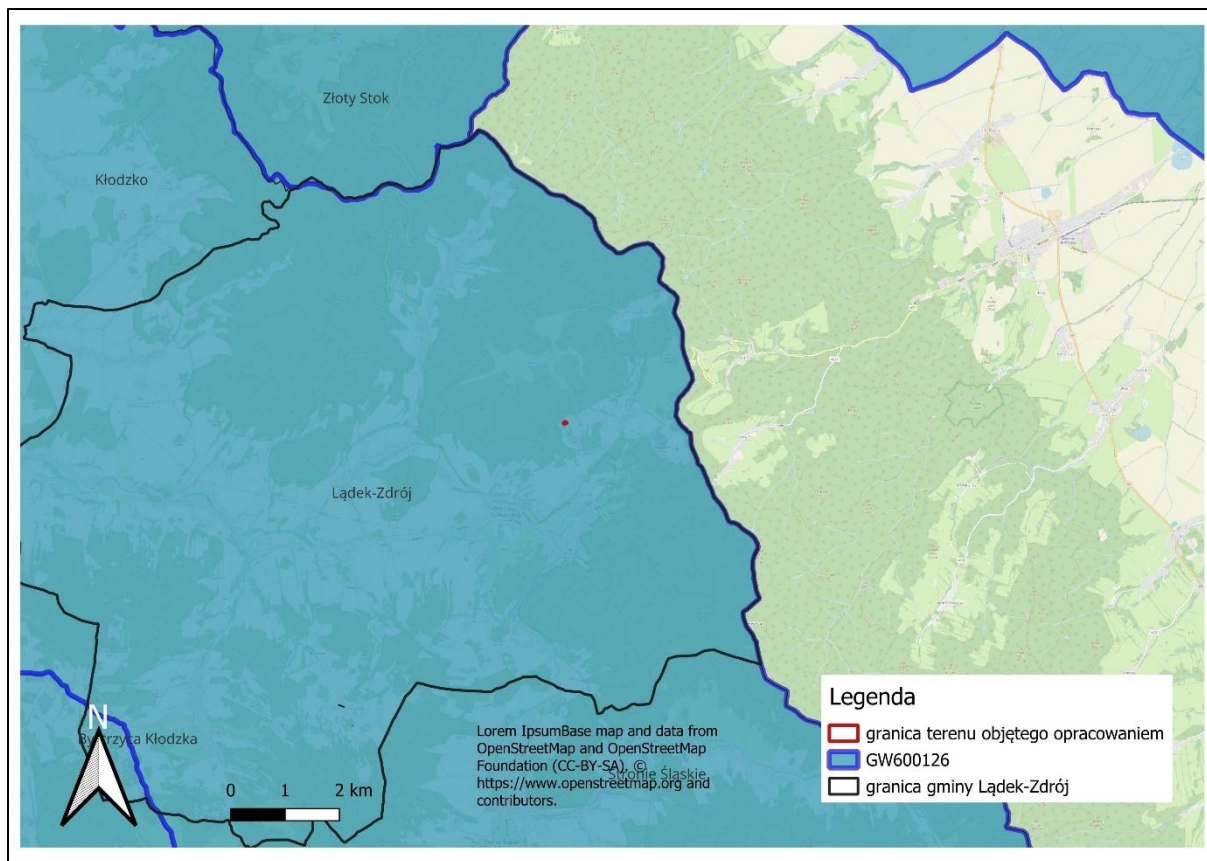 Złoty Stok
Kłodzko
Lądek-Zdrój
N
Bystrzyca Kłodzka
0 1 2 km
Lorem IpsumBase map and data from
OpenStreetMap and OpenStreetMap
Foundation (CC-BY-SA). ©
https://www.openstreetmap.org and
contributors.
Stronie Śląskie
Legenda
granica terenu objętego opracowaniem
GW600126
granica gminy Lądek-Zdrój